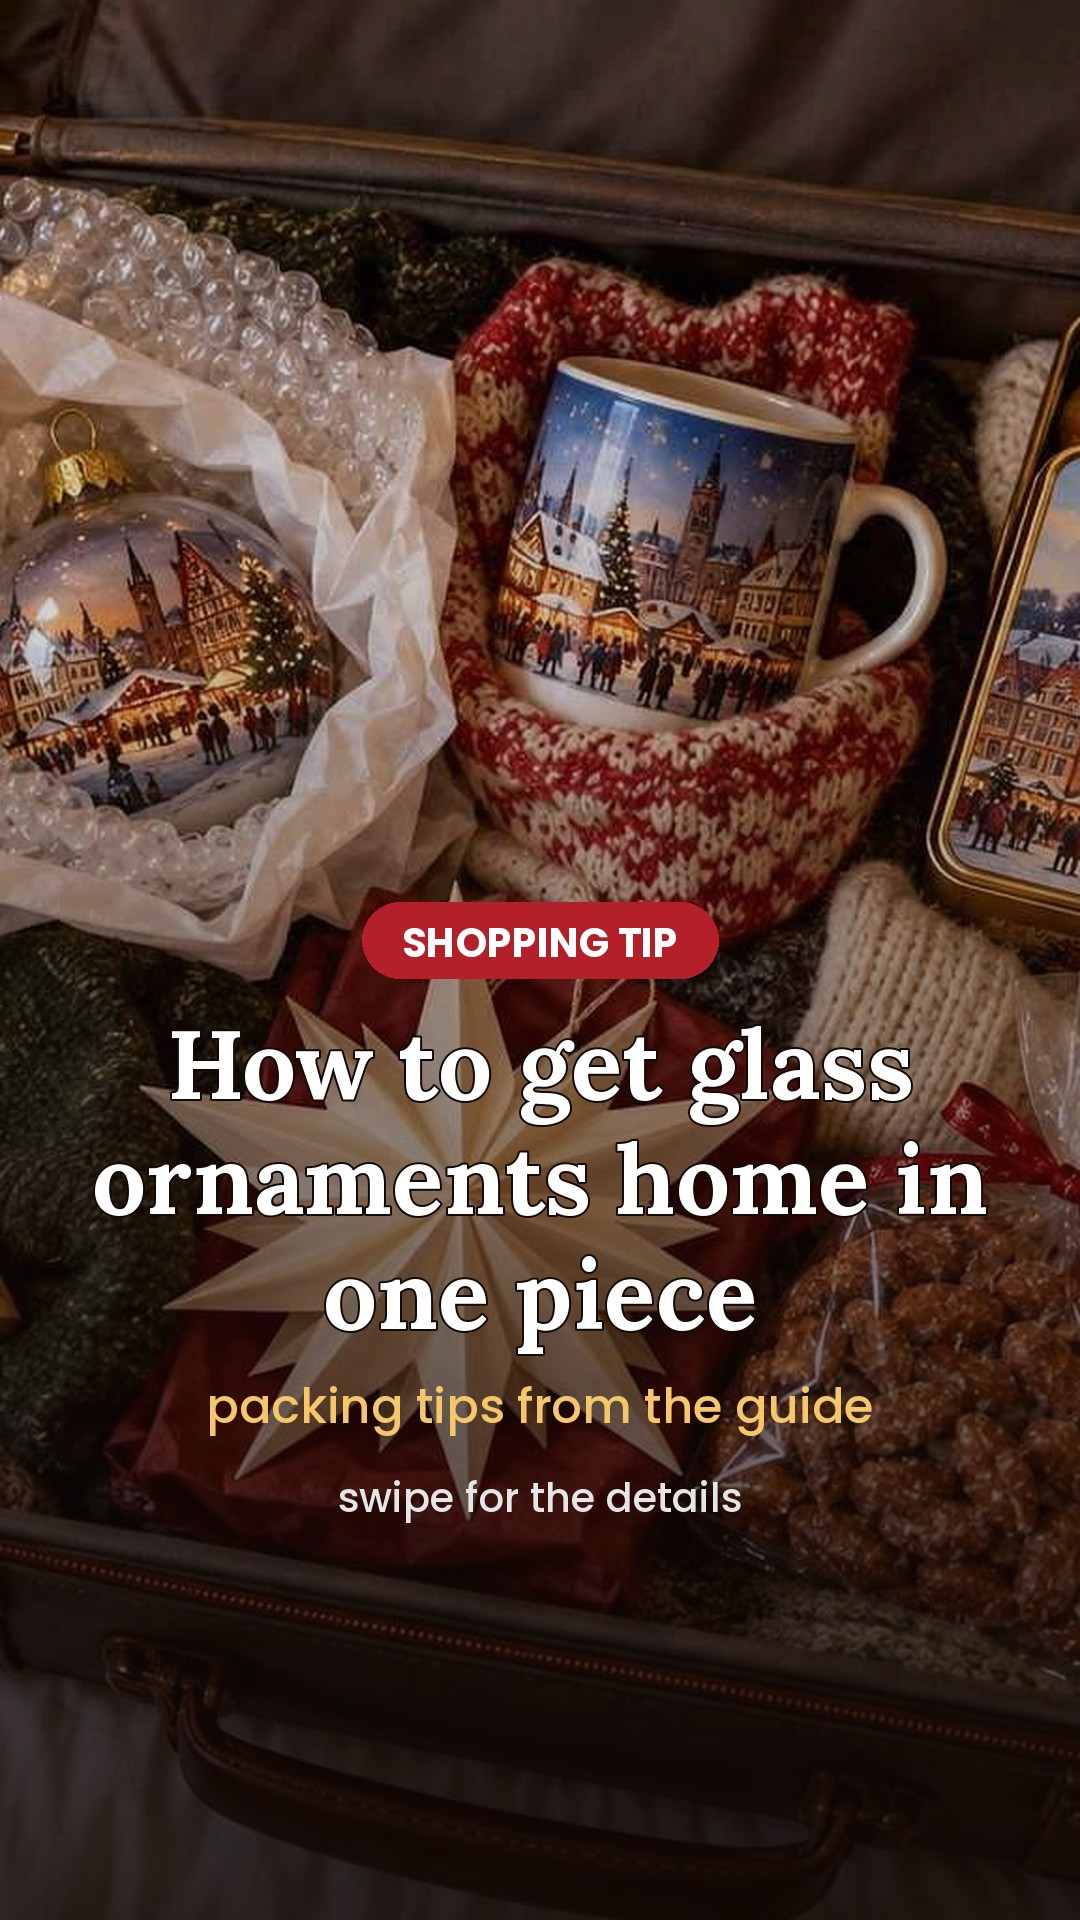 SHOPPING TIP
How to get glass
ornaments home in
one piece
packing tips from the guide
swipe for the details